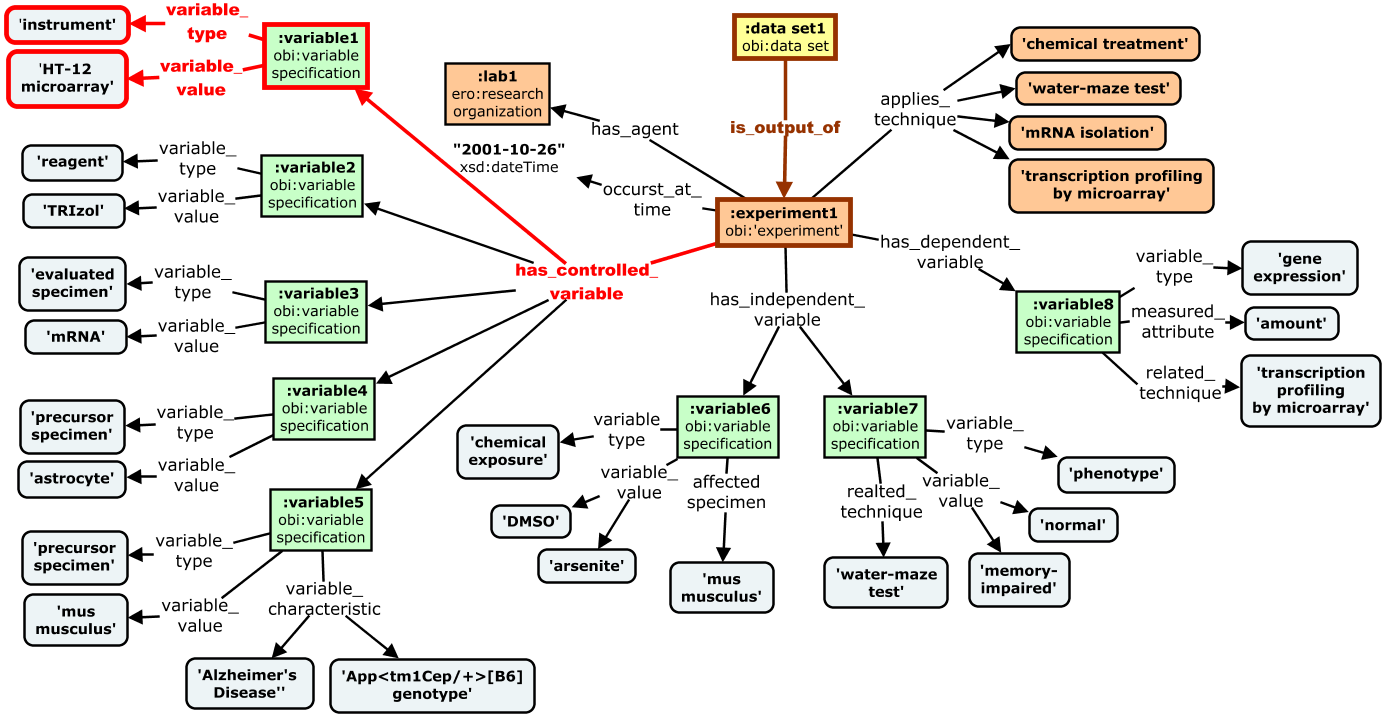 'instrument'
variable_
type
'HT-12
microarray'
variable_
value
:variable1
obi:variable
specification
:data set1
obi:data set
:lab1
ero:research
organization
has_agent
is_output_of
applies_
technique
'chemical treatment'
'water-maze test'
'mRNA isolation'
'transcription profiling
by microarray'
"2001-10-26"
xsd:dateTime
occurst_at_
time
:experiment1
obi:'experiment'
'reagent'
variable_
type
'TRIzol'
variable_
value
:variable2
obi:variable
specification
has_controlled_
variable
has_independent_
variable
has_dependent_
variable
'evaluated
specimen'
variable_
type
'mRNA'
variable_
value
:variable3
obi:variable
specification
:variable8
obi:variable
specification
variable_
type
'gene
expression'
measured_
attribute
'amount'
related_
technique
'transcription
profiling
by microarray'
'precursor
specimen'
variable_
type
'astrocyte'
variable_
value
:variable4
obi:variable
specification
'precursor
specimen'
variable_
type
'mus
musculus'
variable_
value
:variable5
obi:variable
specification
variable_
characteristic
'Alzheimer's
Disease''
'App<tm1Cep/+>[B6]
genotype'
:variable6
obi:variable
specification
variable
type
'chemical
exposure'
variable_
value
'DMSO'
'arsenite'
affected
specimen
'mus
musculus'
:variable7
obi:variable
specification
variable_
type
'phenotype'
realted_
technique
'water-maze
test'
variable_
value
'normal'
'memory-
impaired'